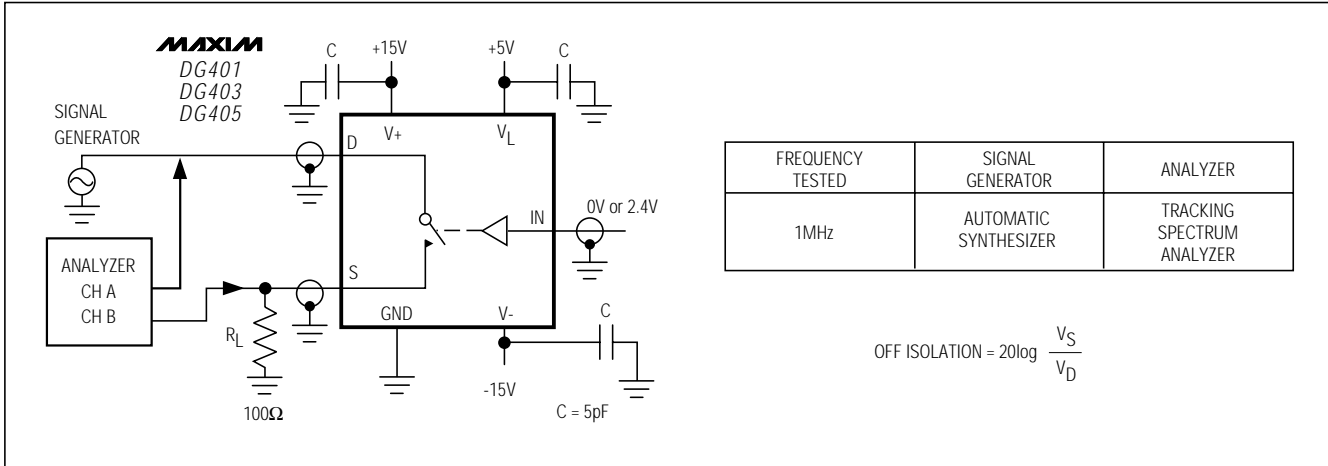 MAXIM
DG401
DG403
DG405
SIGNAL
GENERATOR
C
+15V
+5V
C
V+
VL
D
IN
0V or 2.4V
S
ANALYZER
CH A
CH B
RL
100Ω
GND
V-
C
-15V
C = 5pF
FREQUENCY
TESTED
SIGNAL
GENERATOR
ANALYZER
1MHz
AUTOMATIC
SYNTHESIZER
TRACKING
SPECTRUM
ANALYZER
OFF ISOLATION = 20log VS
VD